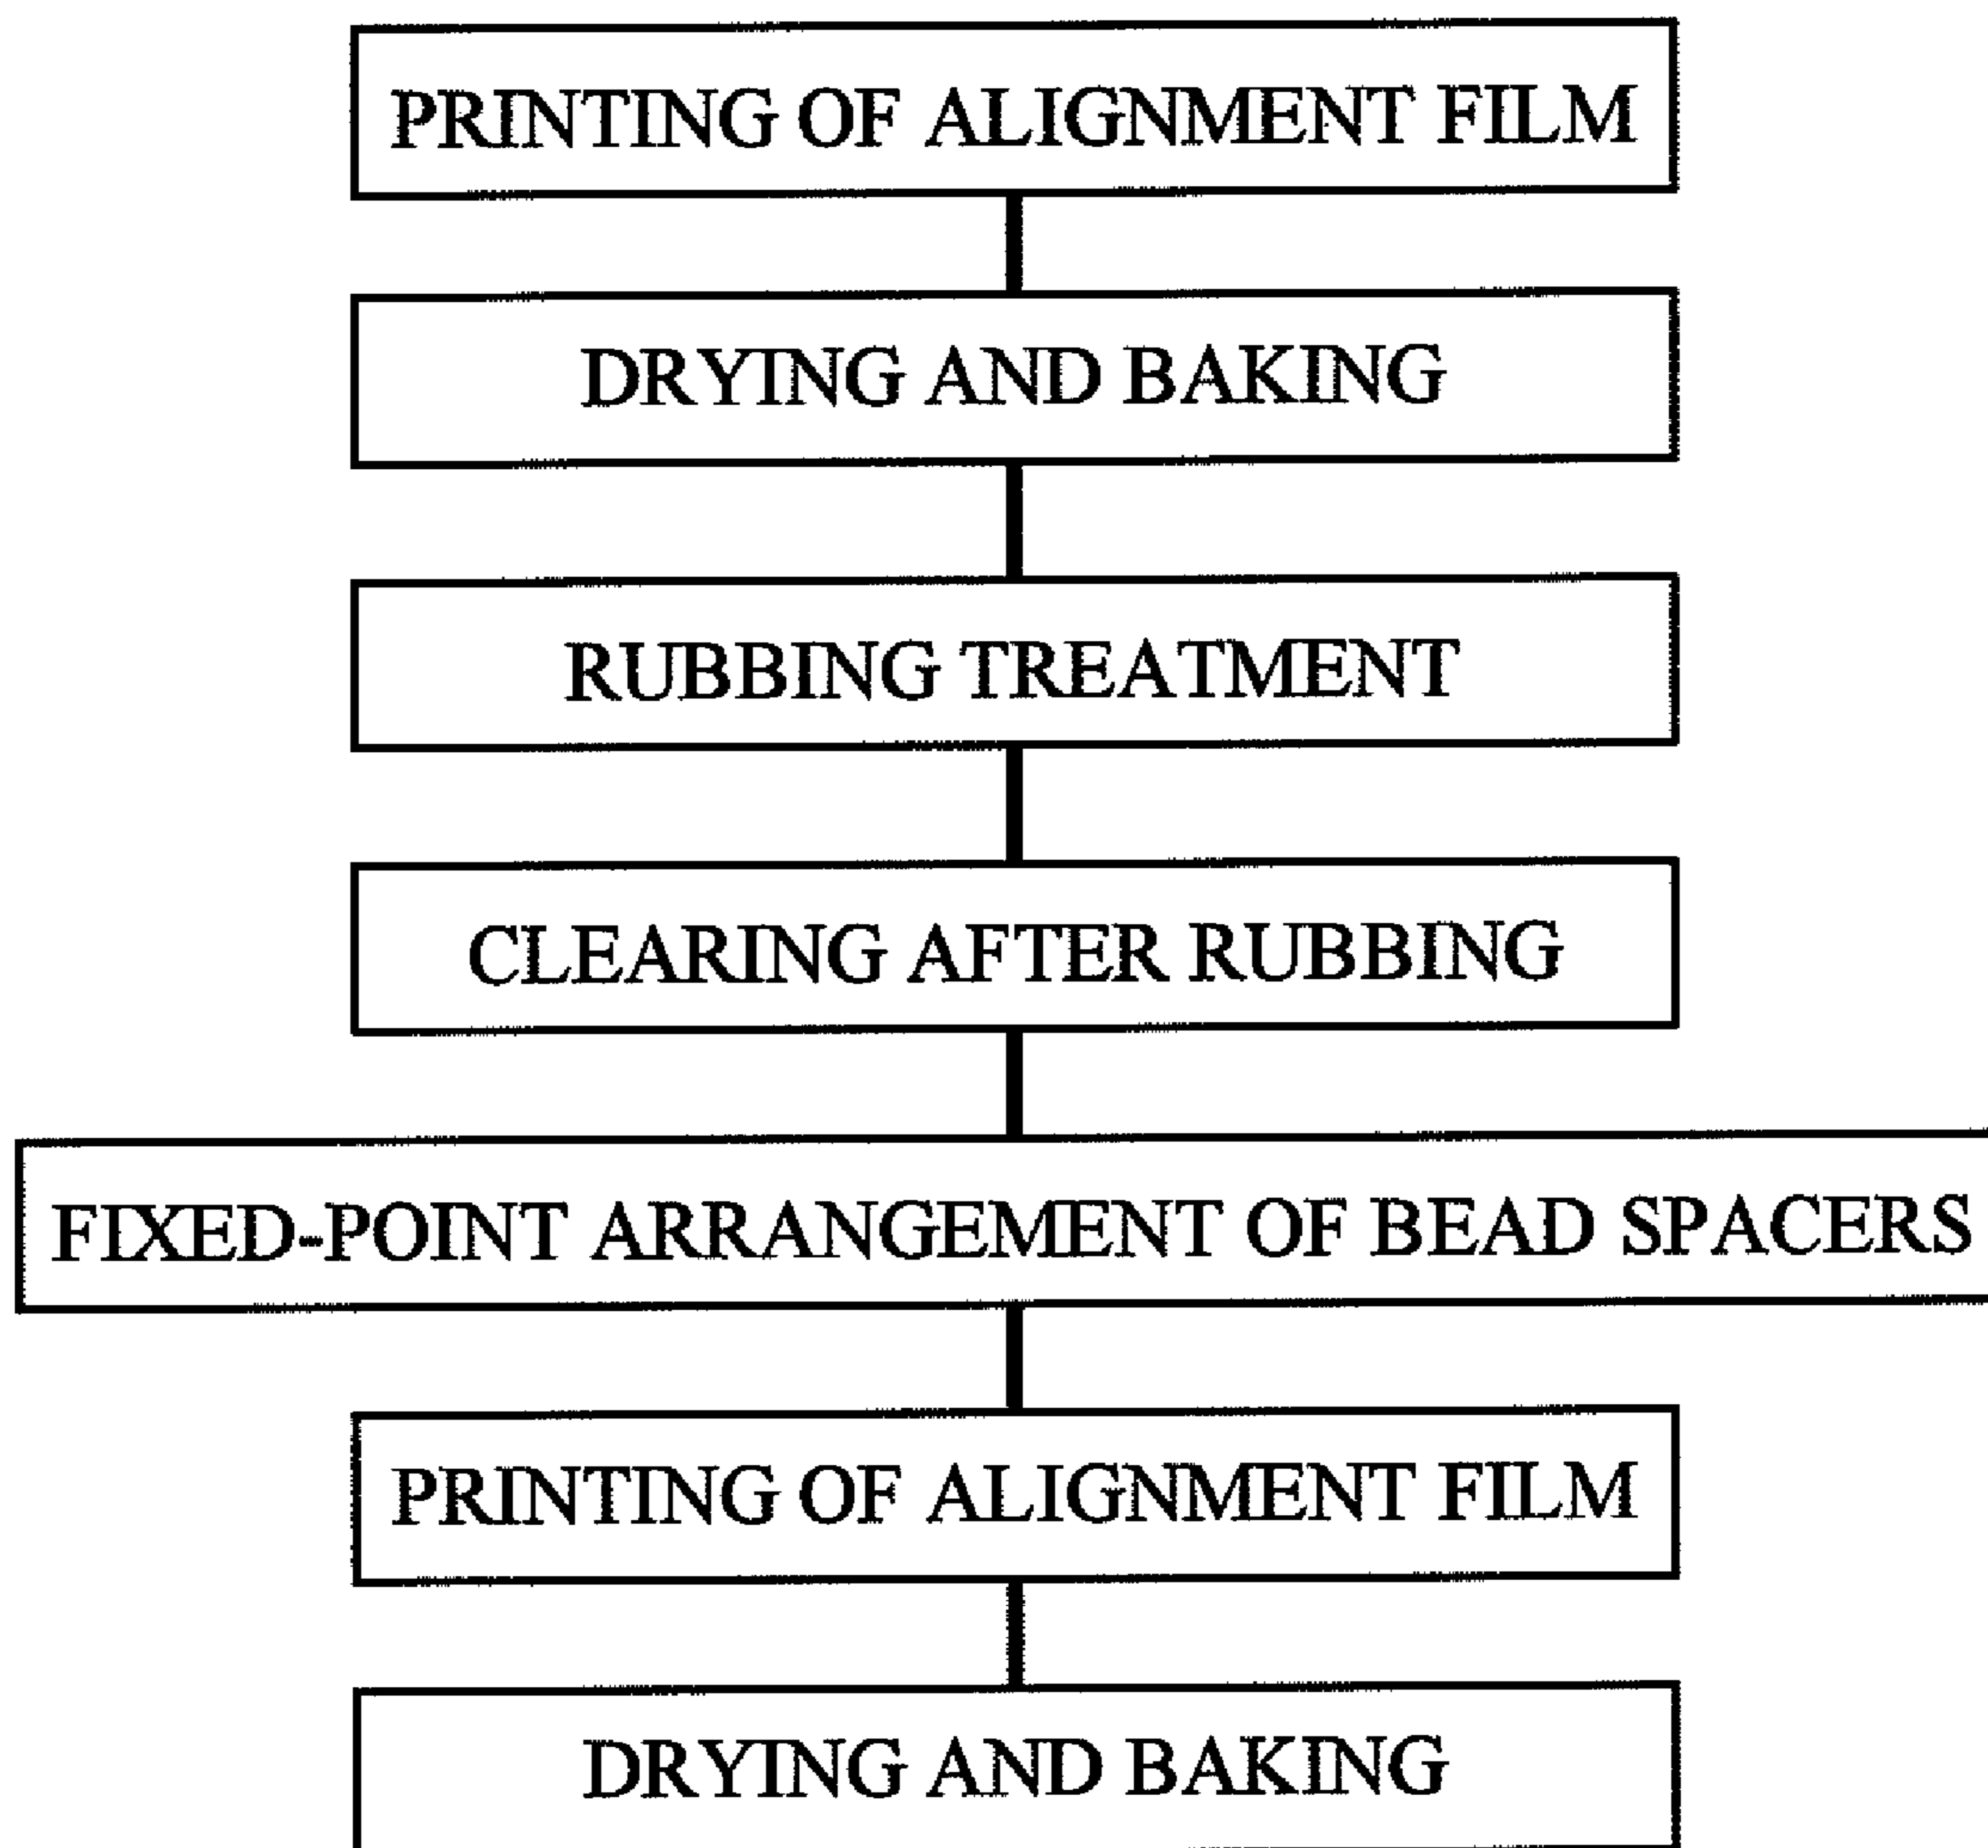 PRINTING OF ALIGNMENT FILM
DRYING AND BAKING
RUBBING TREATMENT
CLEARING AFTER RUBBING
FIXED-POINT ARRANGEMENT OF BEAD SPACERS
PRINTING OF ALIGNMENT FILM
DRYING AND BAKING